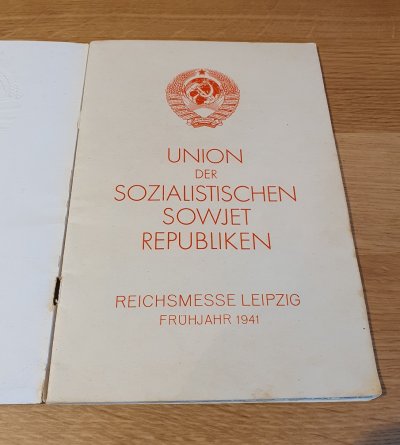 UNION
DER
SOZIALISTISCHEN
SOWJET
REPUBLIKEN
REICHSMESSE LEIPZIG
FRÜHJAHR 1941